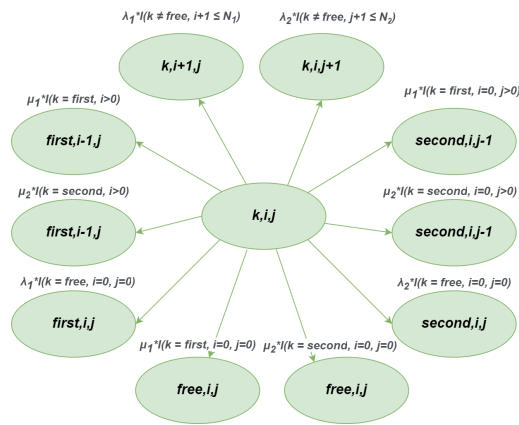 λ₁*I(k ≠ free, i+1 ≤ N₁)
λ₂*I(k ≠ free, j+1 ≤ N₂)
k,i+1,j
k,i,j+1
μ₁*I(k = first, i>0)
μ₁*I(k = first, i=0, j>0)
first,i-1,j
second,i,j-1
μ₂*I(k = second, i>0)
μ₂*I(k = second, i=0, j>0)
k,i,j
first,i-1,j
second,i,j-1
λ₁*I(k = free, i=0, j=0)
λ₂*I(k = free, i=0, j=0)
first,i,j
second,i,j
μ₁*I(k = first, i=0, j=0)
μ₂*I(k = second, i=0, j=0)
free,i,j
free,i,j